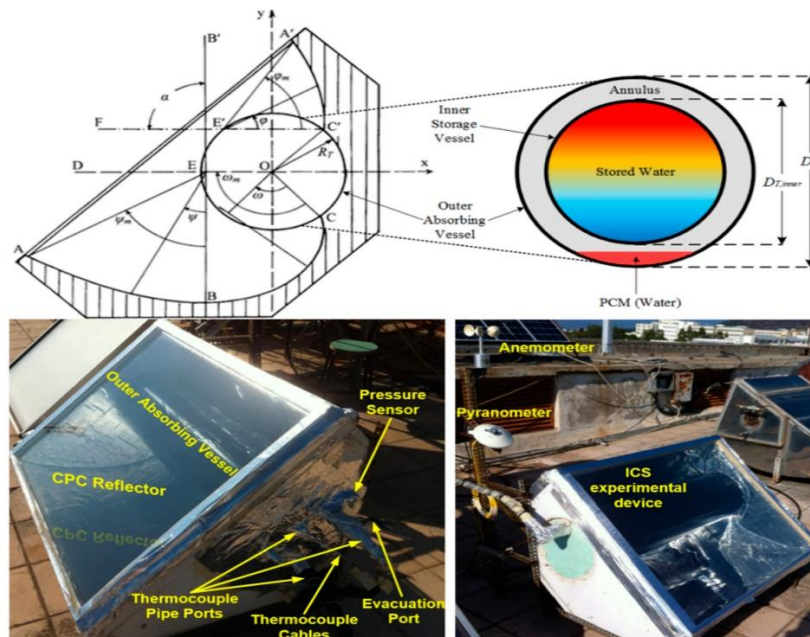 y
B'
A'
φm
α
F
E'
φ
C'
RT
D
E
O
x
ωm
ω
ψm
ψ
C
A
B
Annulus
Inner
Storage
Vessel
Stored Water
DT,inner
D
Outer
Absorbing
Vessel
PCM (Water)
Outer Absorbing Vessel
CPC Reflector
CPC Reflector
Pressure
Sensor
Thermocouple
Pipe Ports
Thermocouple
Cables
Evacuation
Port
Anemometer
Pyranometer
ICS
experimental
device